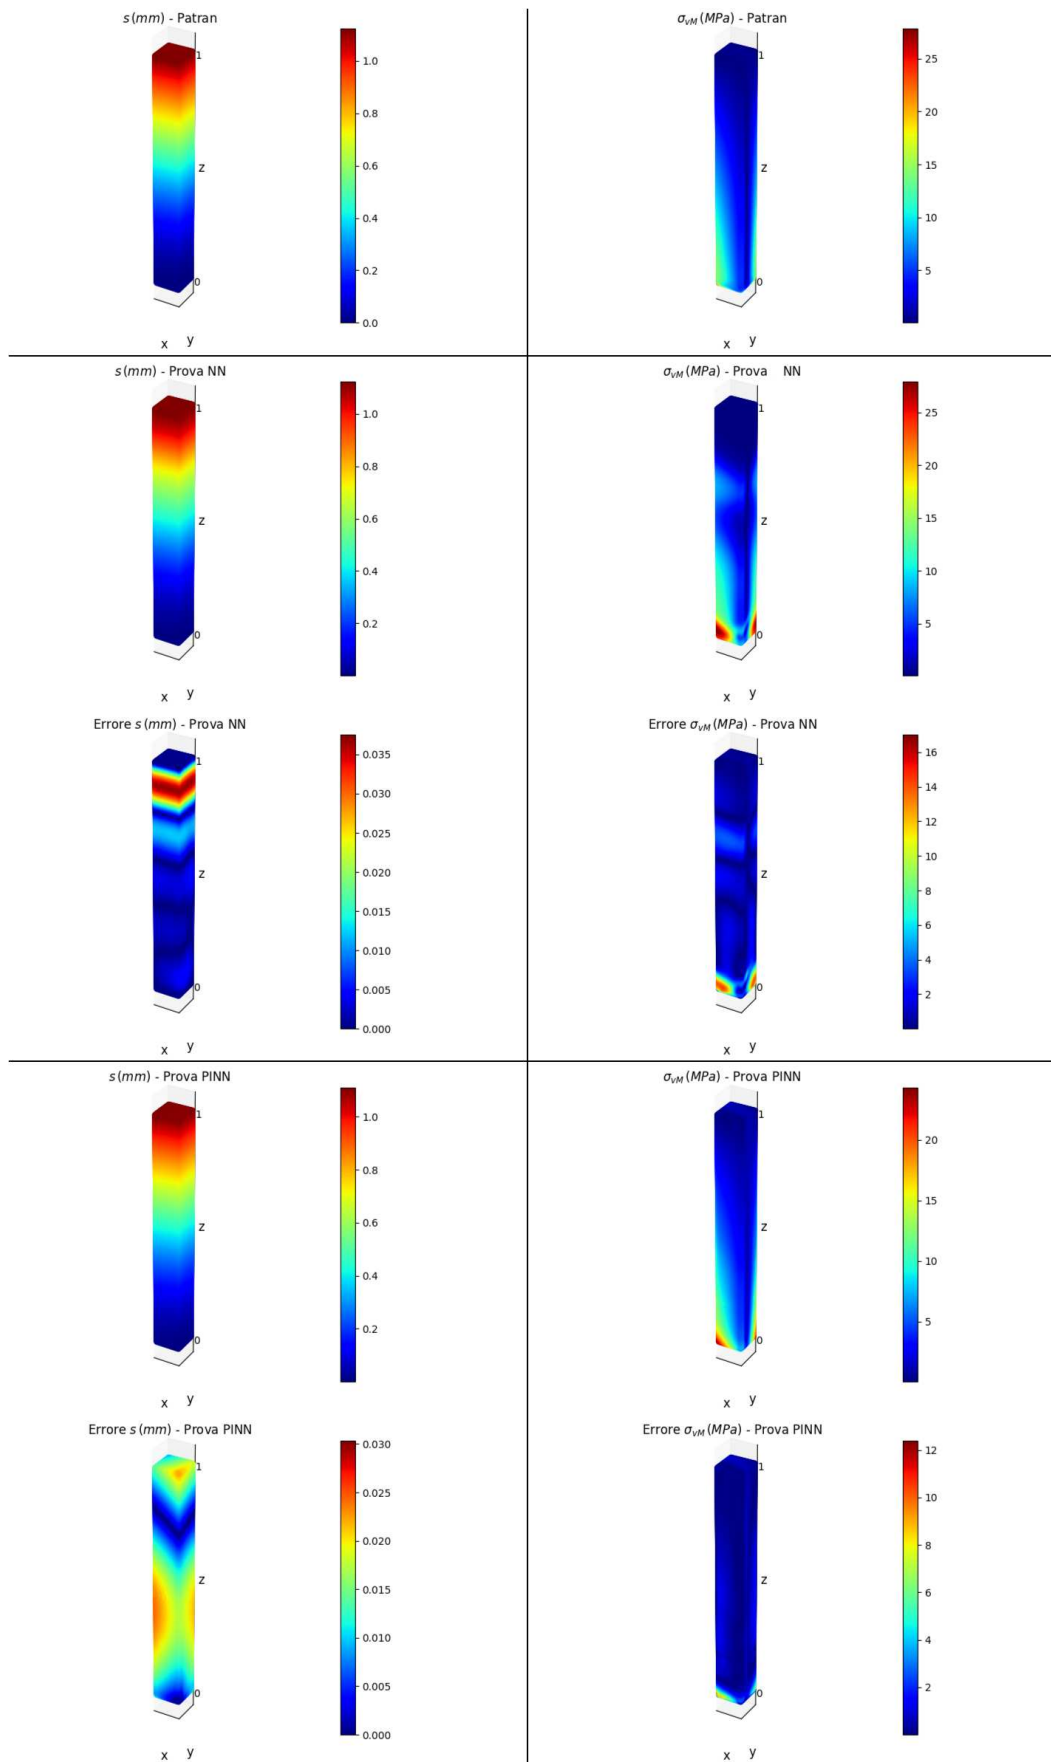 s (mm) - Patran
1.0
0.8
0.6
0.4
0.2
0.0
1
z
0
x y
σvM (MPa) - Patran
25
20
15
10
5
1
z
0
x y
s (mm) - Prova NN
1.0
0.8
0.6
0.4
0.2
1
z
0
x y
σvM (MPa) - Prova NN
25
20
15
10
5
1
z
0
x y
Errore s (mm) - Prova NN
0.035
0.030
0.025
0.020
0.015
0.010
0.005
0.000
1
z
0
x y
Errore σvM (MPa) - Prova NN
16
14
12
10
8
6
4
2
1
z
0
x y
s (mm) - Prova PINN
1.0
0.8
0.6
0.4
0.2
1
z
0
x y
σvM (MPa) - Prova PINN
20
15
10
5
1
z
0
x y
Errore s (mm) - Prova PINN
0.030
0.025
0.020
0.015
0.010
0.005
0.000
1
z
0
x y
Errore σvM (MPa) - Prova PINN
12
10
8
6
4
2
1
z
0
x y